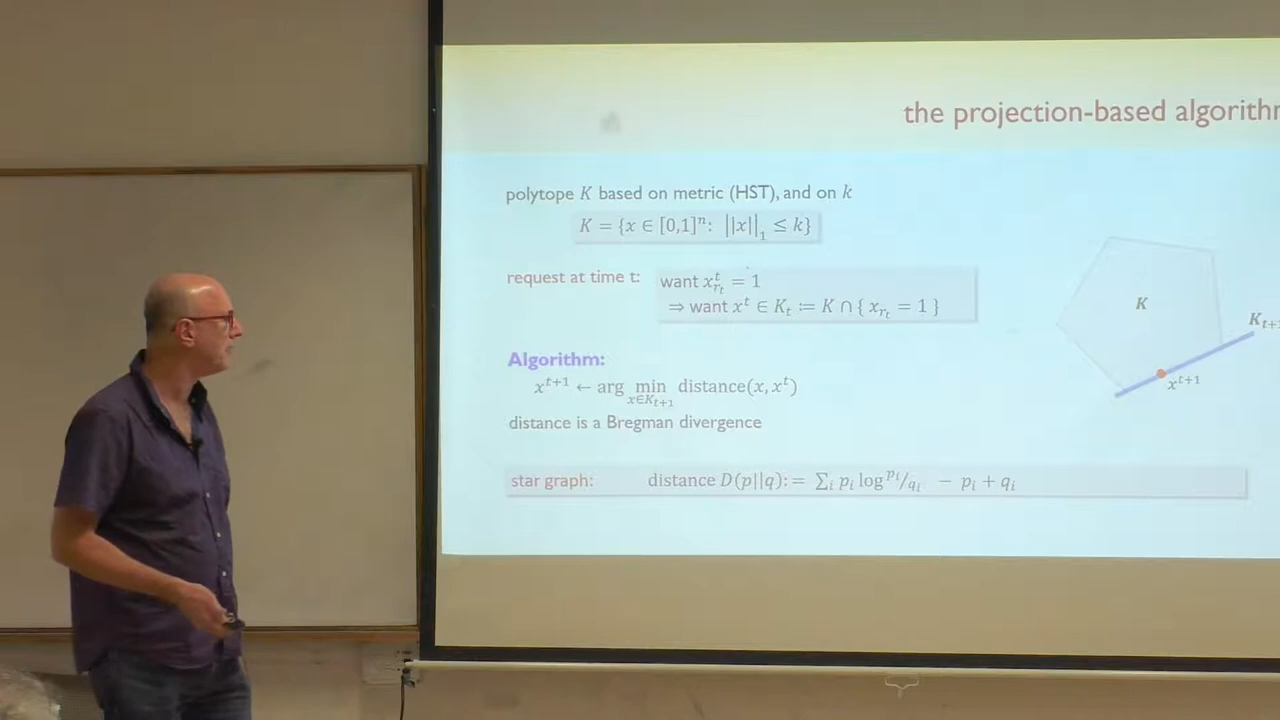 the projection-based algorithm
polytope K based on metric (HST), and on k
K = {x ∈ [0,1]ⁿ: ||x||₁ ≤ k}
request at time t: want xᵗ_{rₜ} = 1
⇒ want xᵗ ∈ Kₜ ≔ K ∩ { x_{rₜ} = 1 }
K
Kₜ₊₁
xᵗ⁺¹
Algorithm:
xᵗ⁺¹ ← arg min_{x∈Kₜ₊₁} distance(x, xᵗ)
distance is a Bregman divergence
star graph: distance D(p||q): = ∑ᵢ pᵢ log ᵖⁱ/qᵢ − pᵢ + qᵢ